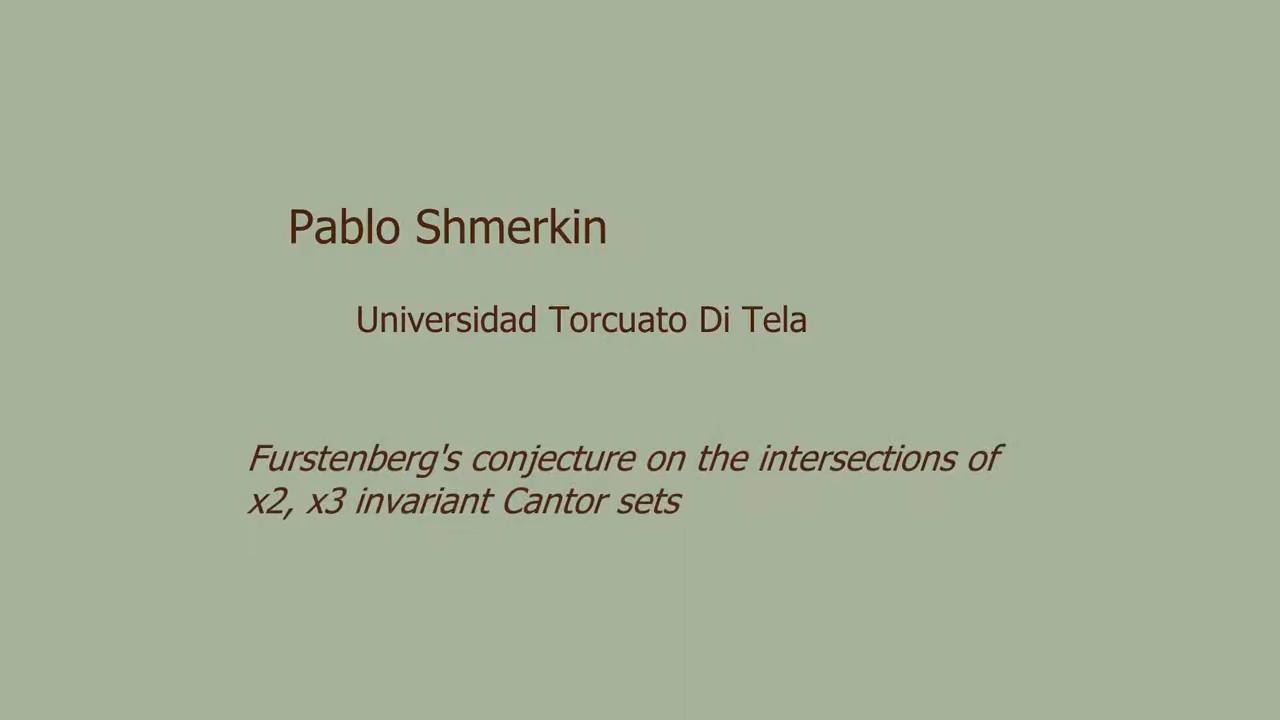 Pablo Shmerkin
Universidad Torcuato Di Tela
Furstenberg's conjecture on the intersections of
x2, x3 invariant Cantor sets